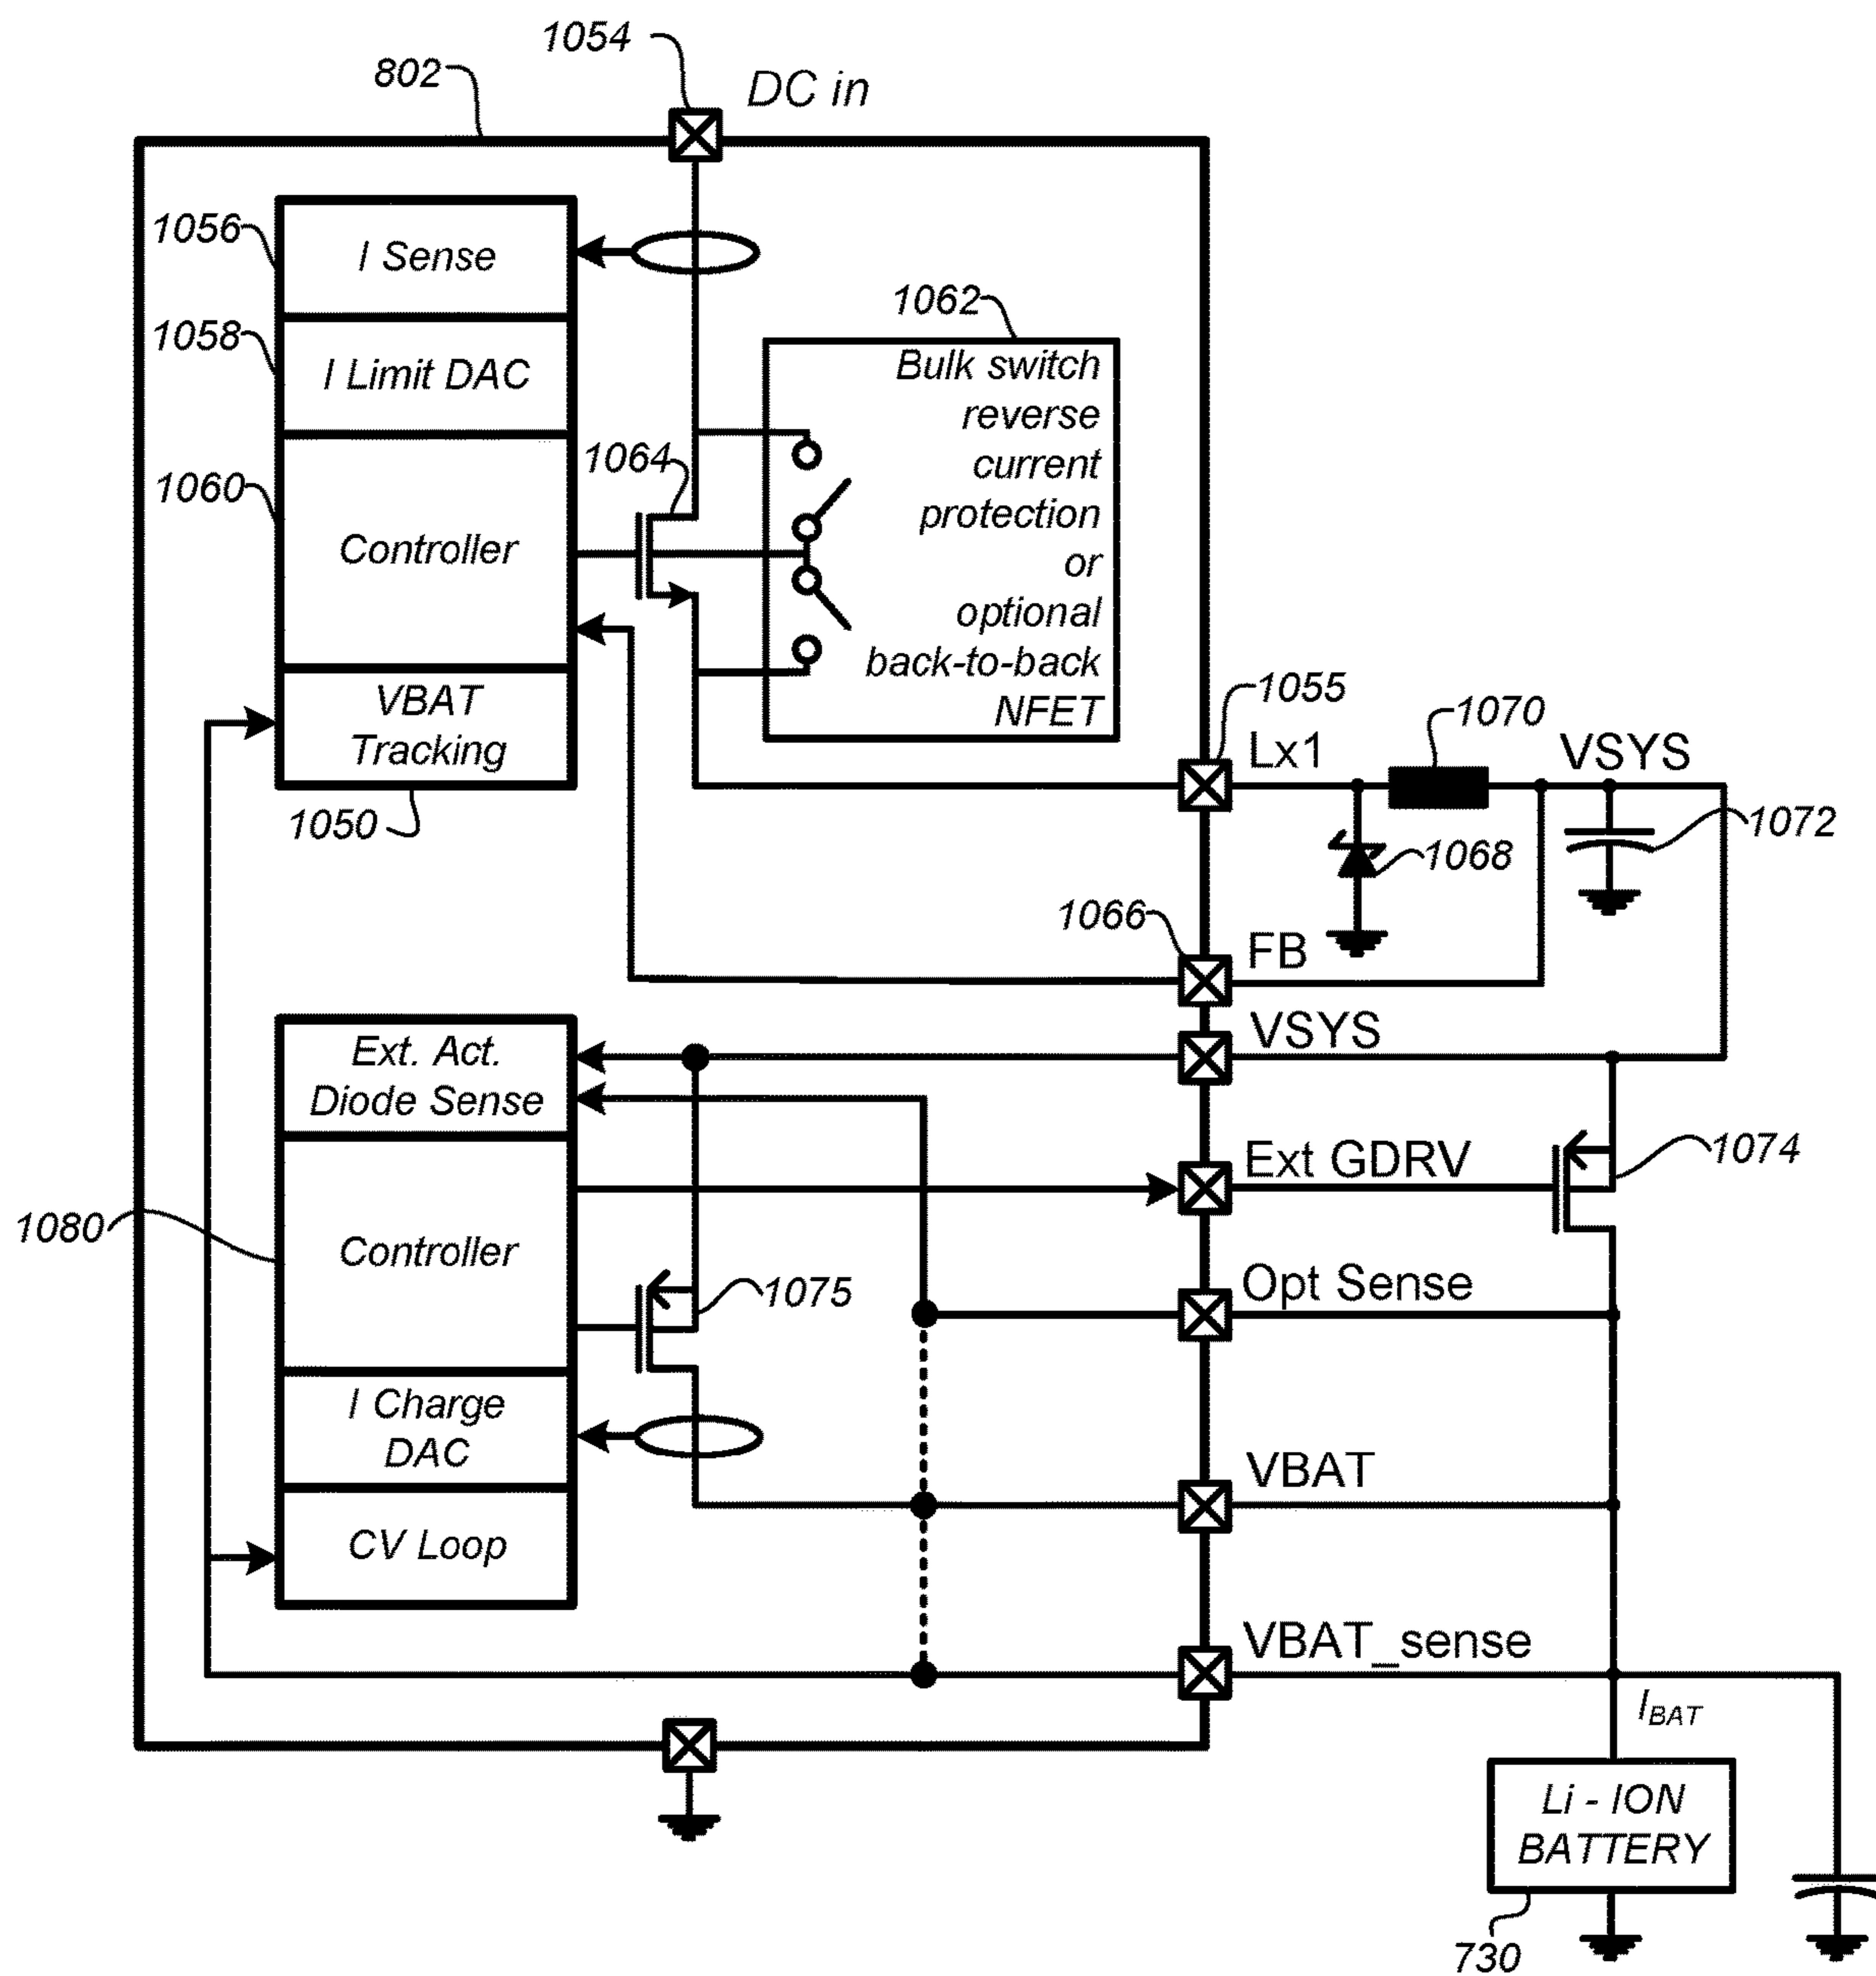 1054
802
DC in
1056
I Sense
1062
1058
I Limit DAC
Bulk switch
reverse
current
protection
or
optional
back-to-back
NFET
1064
1060
Controller
VBAT
Tracking
1050
1055
Lx1
1070
VSYS
1072
1068
1066
FB
VSYS
Ext. Act.
Diode Sense
Ext GDRV
1074
1080
Controller
1075
Opt Sense
I Charge
DAC
VBAT
CV Loop
VBAT_sense
IBAT
Li - ION
BATTERY
730